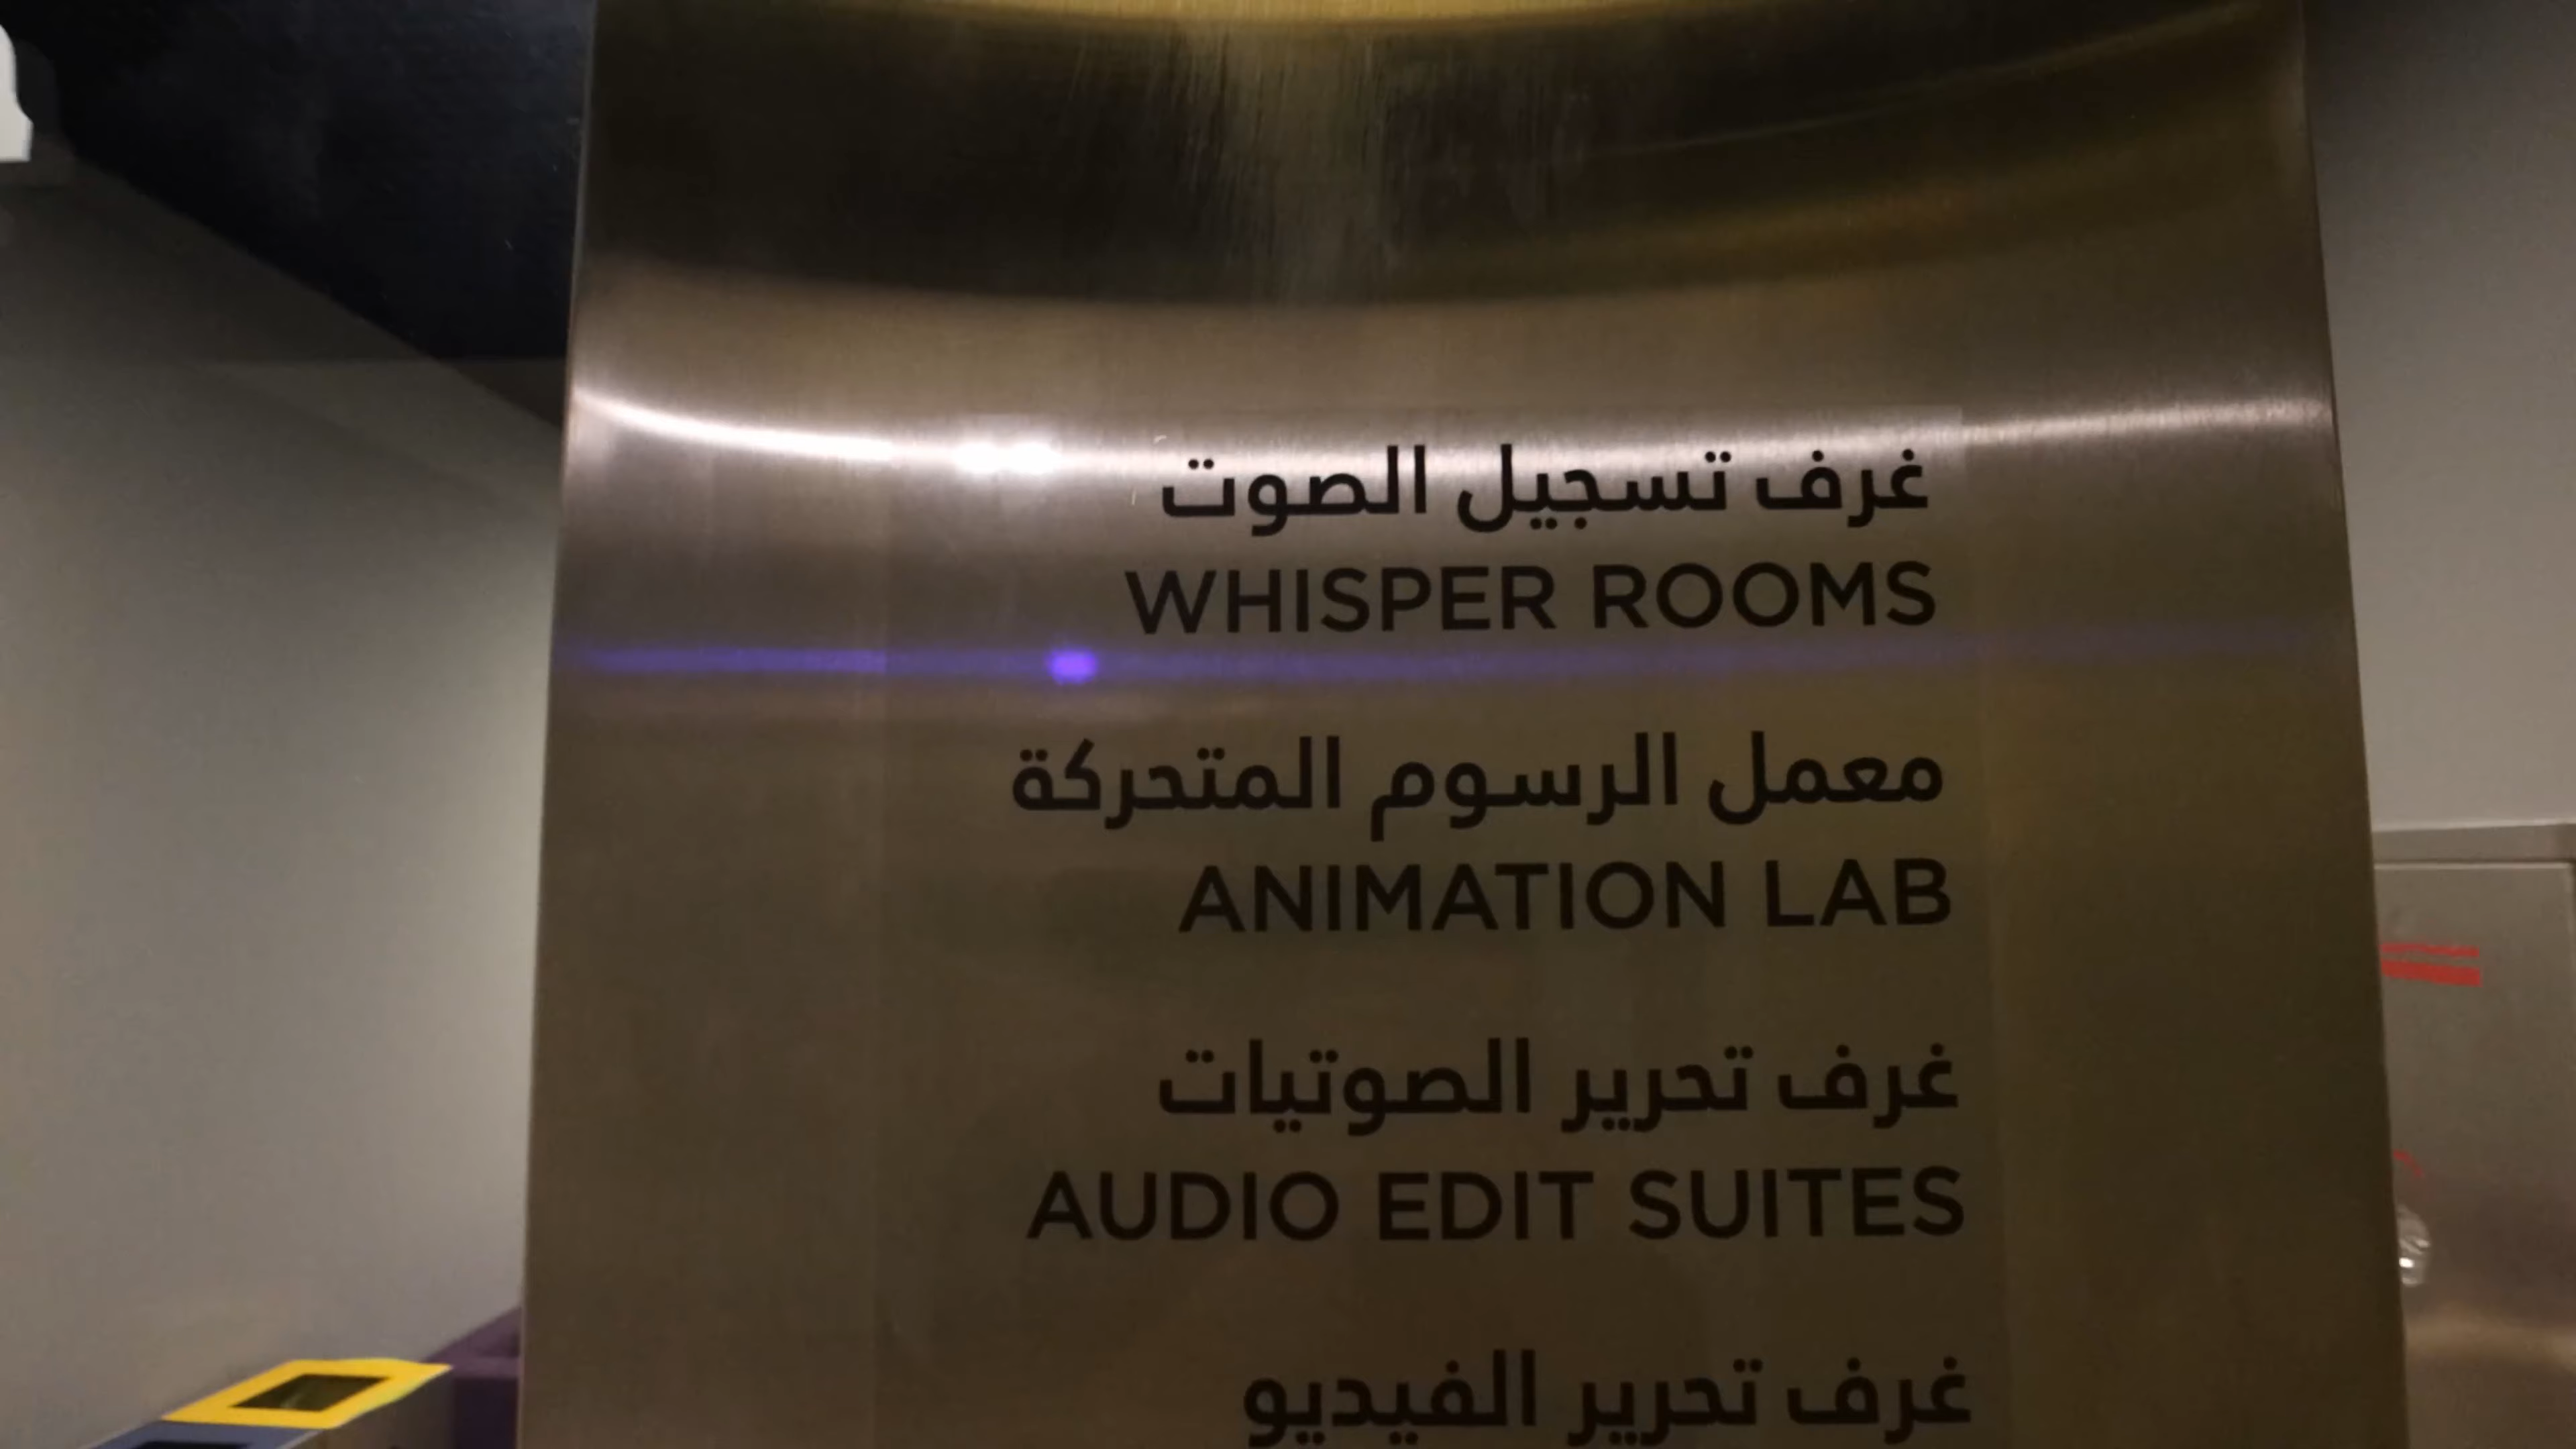 غرف تسجيل الصوت
WHISPER ROOMS
معمل الرسوم المتحركة
ANIMATION LAB
غرف تحرير الصوتيات
AUDIO EDIT SUITES
غرف تحرير الفيديو